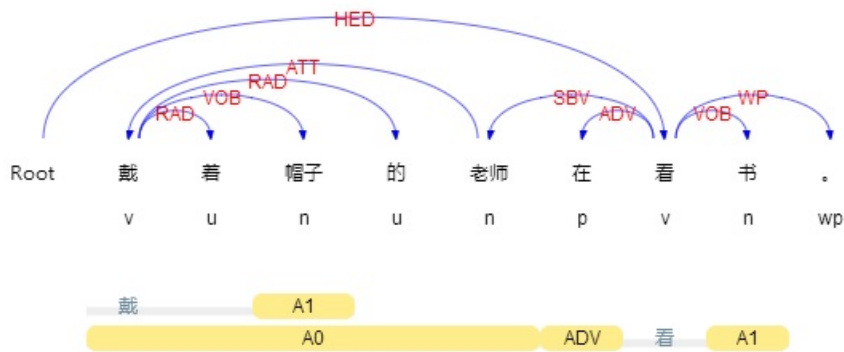 HED
ATT
RAD
RAD VOB SBV ADV VOB WP
Root 戴 着 帽子 的 老师 在 看 书 。
v u n u n p v n wp
戴 A1
A0 ADV 看 A1